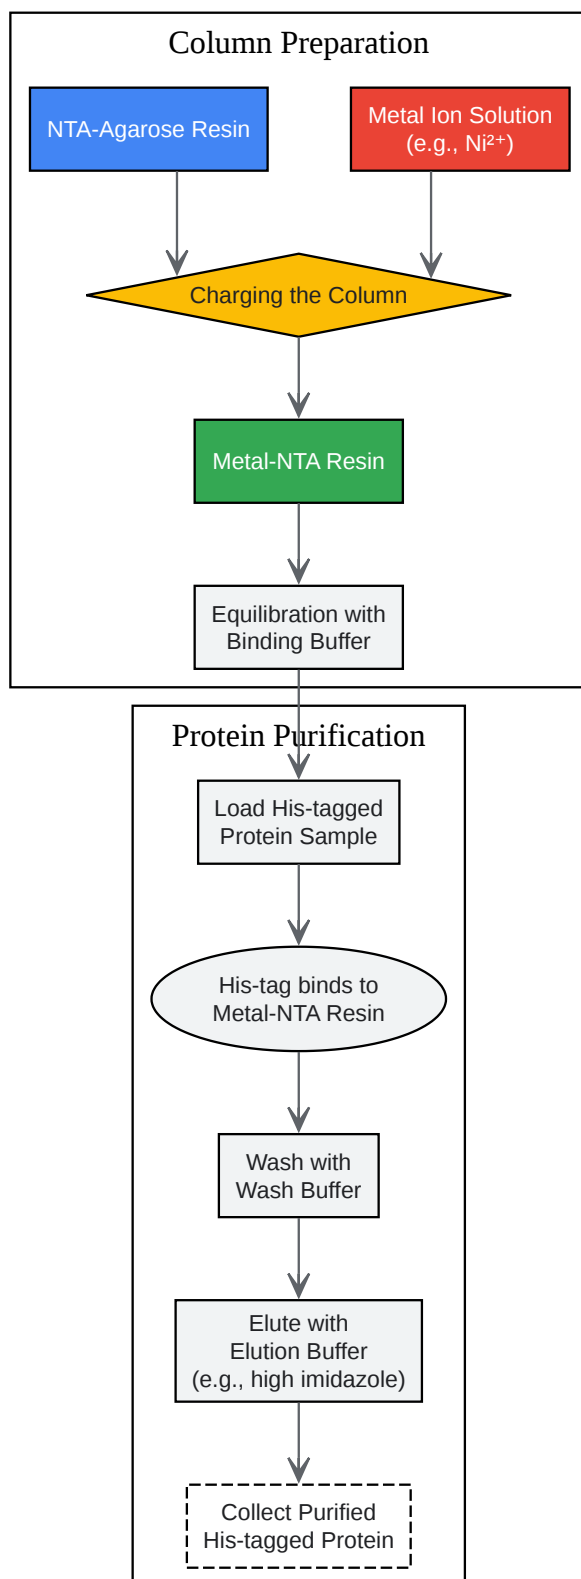 Column Preparation
NTA-Agarose Resin
Metal Ion Solution
(e.g., Ni²⁺)
Charging the Column
Metal-NTA Resin
Equilibration with
Binding Buffer
Protein Purification
Load His-tagged
Protein Sample
His-tag binds to
Metal-NTA Resin
Wash with
Wash Buffer
Elute with
Elution Buffer
(e.g., high imidazole)
Collect Purified
His-tagged Protein